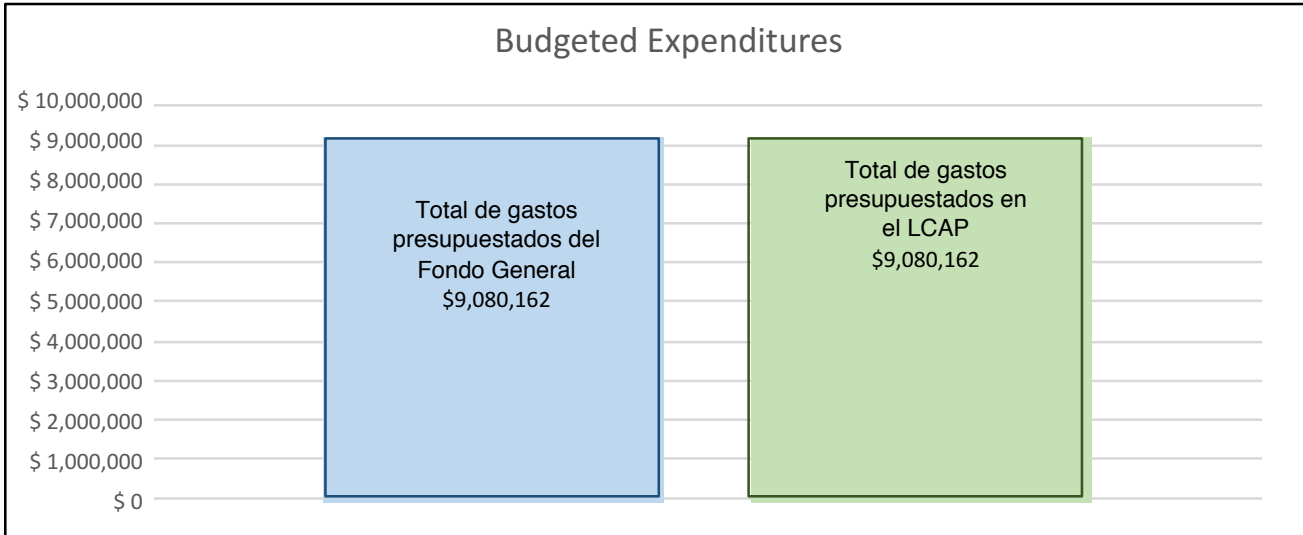 Budgeted Expenditures
$ 10,000,000
$ 9,000,000
$ 8,000,000
$ 7,000,000
$ 6,000,000
$ 5,000,000
$ 4,000,000
$ 3,000,000
$ 2,000,000
$ 1,000,000
$ 0
Total de gastos
presupuestados del
Fondo General
$9,080,162
Total de gastos
presupuestados en
el LCAP
$9,080,162